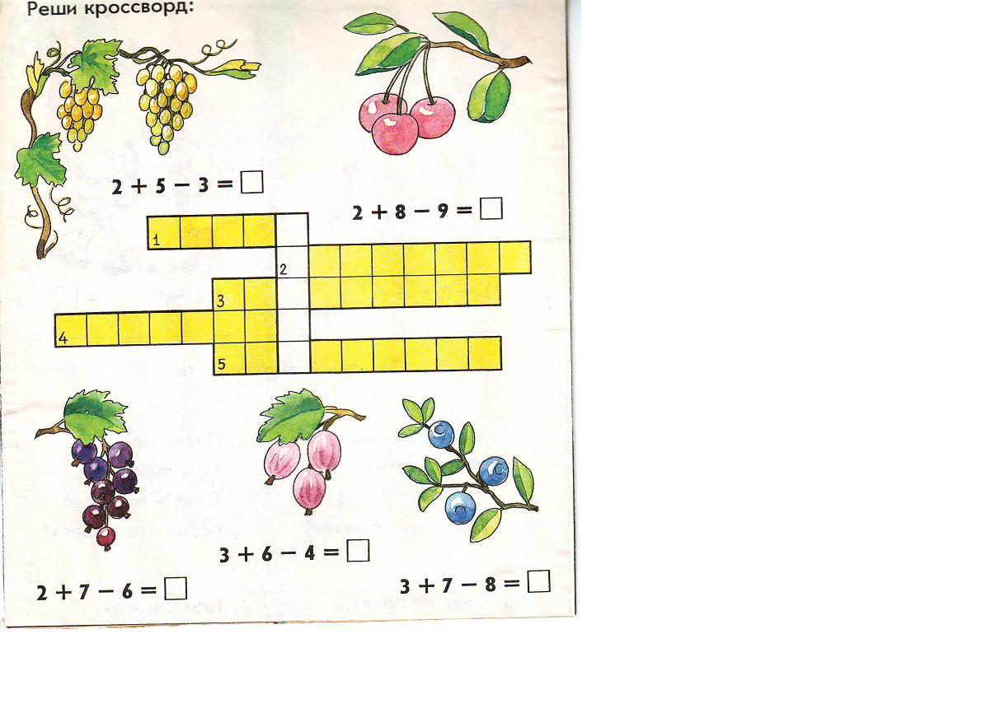 Реши кроссворд:
2 + 5 − 3 =
2 + 8 − 9 =
1
2
3
4
5
3 + 6 − 4 =
2 + 7 − 6 =
3 + 7 − 8 =